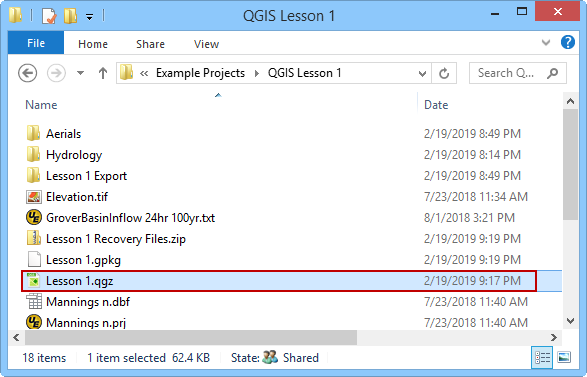 QGIS Lesson 1
File Home Share View
« Example Projects QGIS Lesson 1 Search Q...
Name Date
Aerials 2/19/2019 8:49 PM
Hydrology 2/19/2019 8:14 PM
Lesson 1 Export 2/19/2019 8:49 PM
Elevation.tif 7/23/2018 11:34 AM
GroverBasinInflow 24hr 100yr.txt 8/1/2018 3:21 PM
Lesson 1 Recovery Files.zip 2/19/2019 9:19 PM
Lesson 1.gpkg 2/19/2019 9:19 PM
Lesson 1.qgz 2/19/2019 9:17 PM
Mannings n.dbf 7/23/2018 11:40 AM
Mannings n.prj 7/23/2018 11:40 AM
18 items 1 item selected 62.4 KB State: Shared